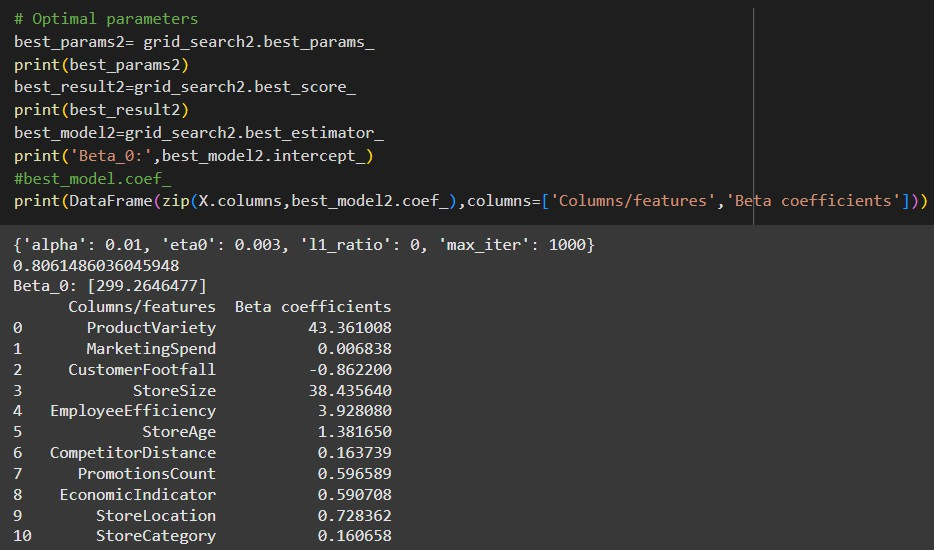 # Optimal parameters
best_params2= grid_search2.best_params_
print(best_params2)
best_result2=grid_search2.best_score_
print(best_result2)
best_model2=grid_search2.best_estimator_
print('Beta_0:',best_model2.intercept_)
#best_model.coef_
print(DataFrame(zip(X.columns,best_model2.coef_),columns=['Columns/features','Beta coefficients']))
{'alpha': 0.01, 'eta0': 0.003, 'l1_ratio': 0, 'max_iter': 1000}
0.8061486036045948
Beta_0: [299.2646477]
Columns/features Beta coefficients
0 ProductVariety 43.361008
1 MarketingSpend 0.006838
2 CustomerFootfall -0.862200
3 StoreSize 38.435640
4 EmployeeEfficiency 3.928080
5 StoreAge 1.381650
6 CompetitorDistance 0.163739
7 PromotionsCount 0.596589
8 EconomicIndicator 0.590708
9 StoreLocation 0.728362
10 StoreCategory 0.160658